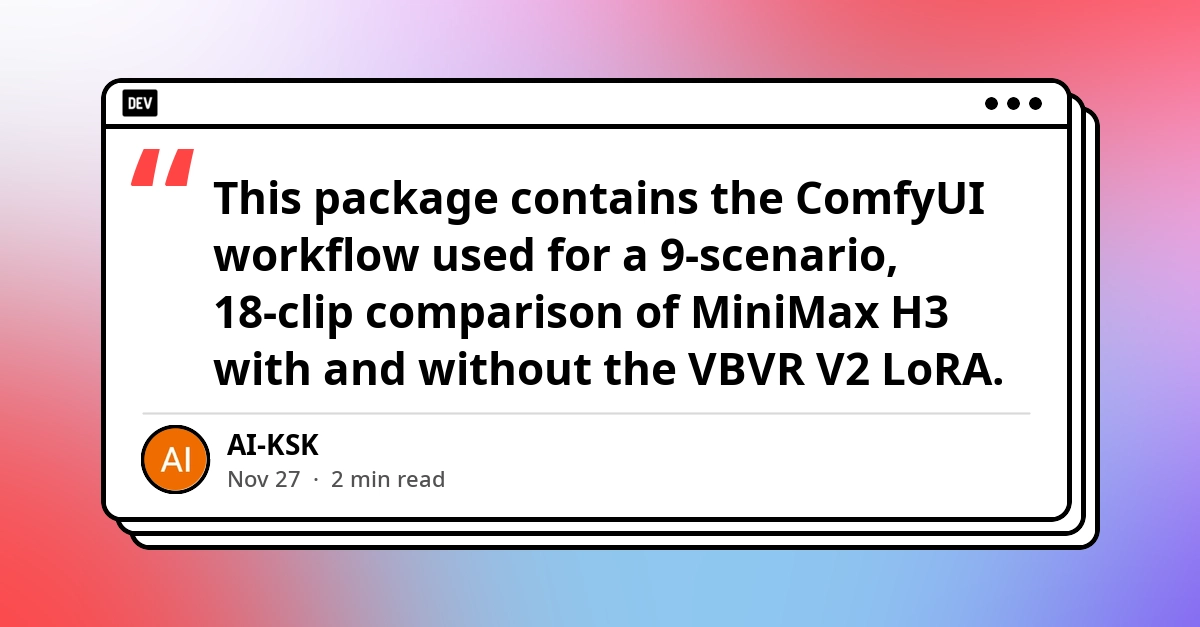 DEV
“
This package contains the ComfyUI
workflow used for a 9-scenario,
18-clip comparison of MiniMax H3
with and without the VBVR V2 LoRA.
AI
AI-KSK
Nov 27 · 2 min read